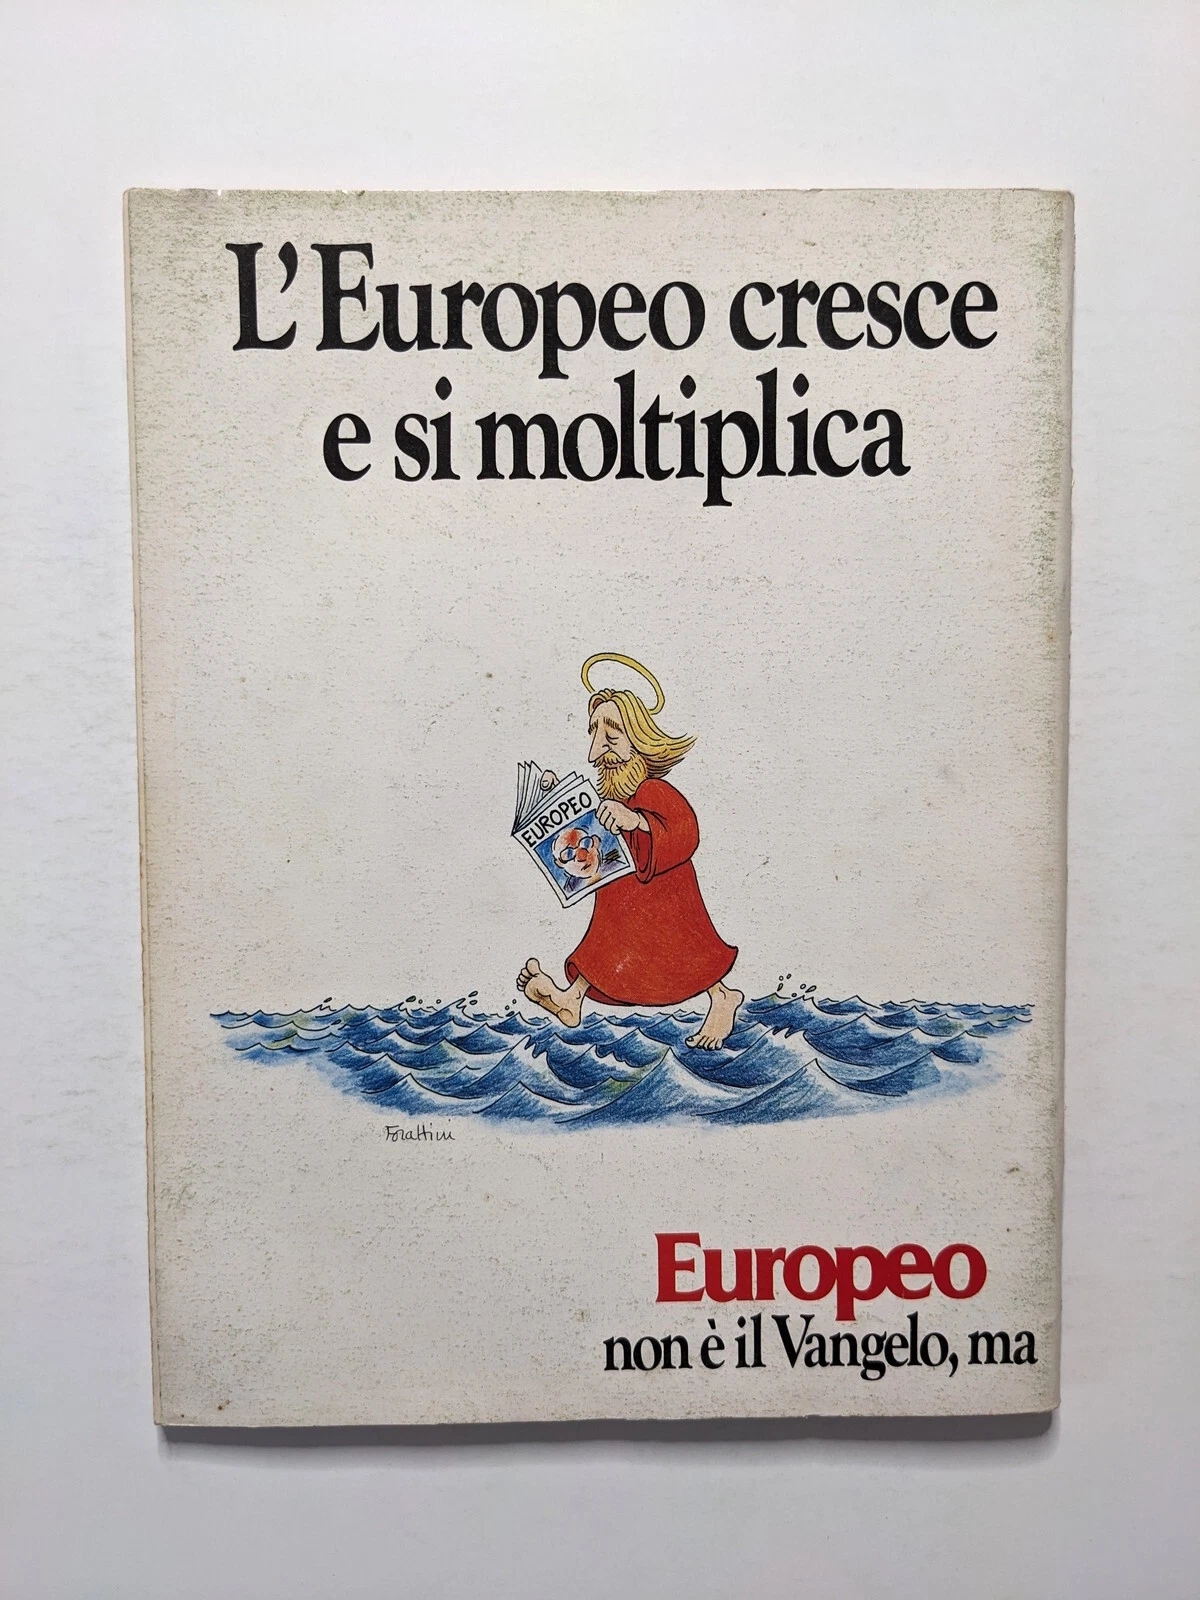 L'Europeo cresce
e si moltiplica
EUROPEO
Forattini
Europeo
non è il Vangelo, ma